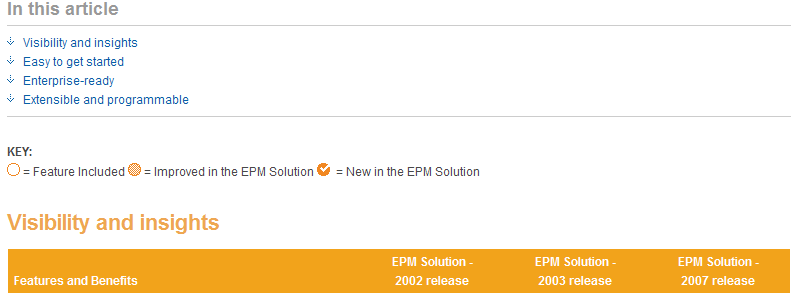 In this article
Visibility and insights
Easy to get started
Enterprise-ready
Extensible and programmable
KEY:
= Feature Included = Improved in the EPM Solution = New in the EPM Solution
Visibility and insights
Features and Benefits
EPM Solution -
2002 release
EPM Solution -
2003 release
EPM Solution -
2007 release